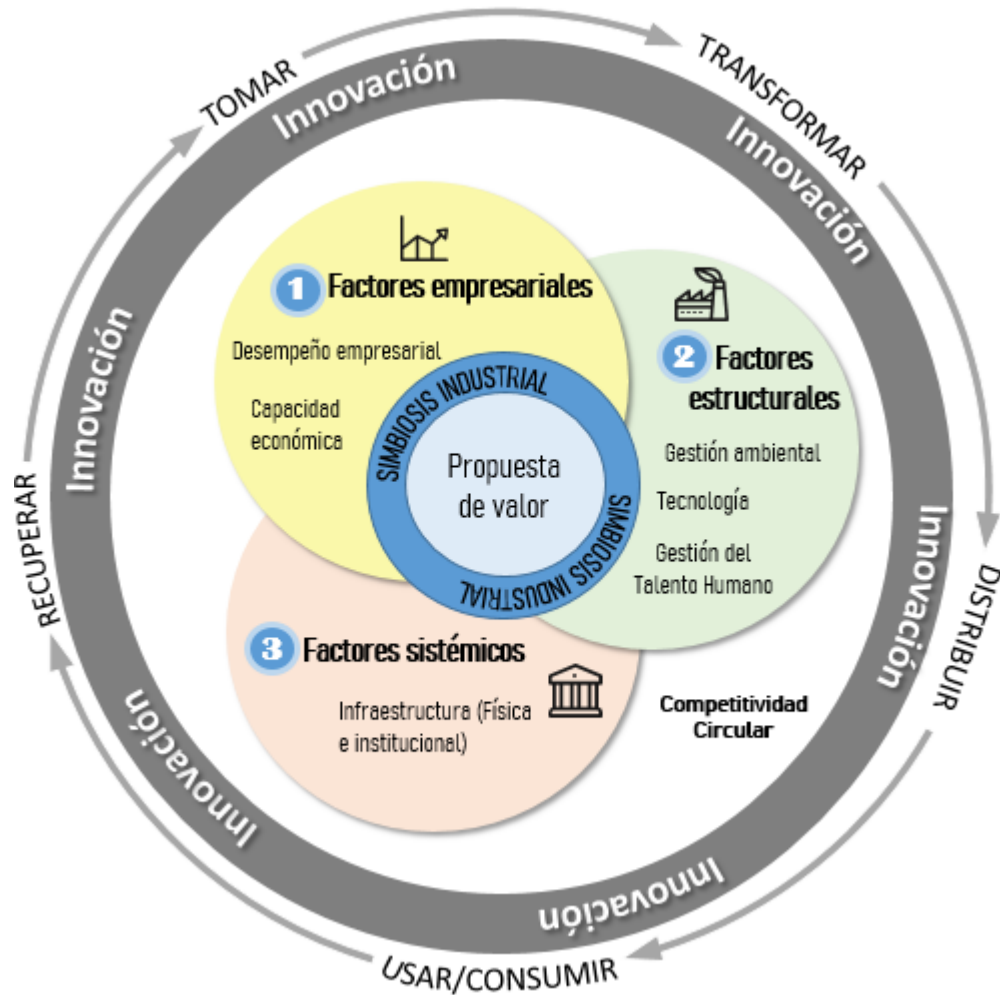 TOMAR
TRANSFORMAR
DISTRIBUIR
USAR/CONSUMIR
RECUPERAR
Innovación
Innovación
Innovación
Innovación
Innovación
Innovación
1 Factores empresariales
Desempeño empresarial
Capacidad
económica
2 Factores
estructurales
Gestión ambiental
Tecnología
Gestión del
Talento Humano
SIMBIOSIS INDUSTRIAL
Propuesta
de valor
SIMBIOSIS INDUSTRIAL
3 Factores sistémicos
Infraestructura (Física
e institucional)
Competitividad
Circular